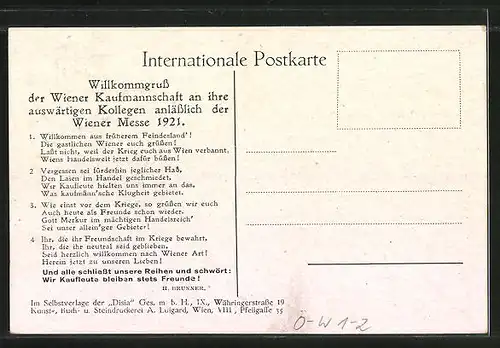 Internationale Postkarte
Willkommgruß
der Wiener Kaufmannschaft an ihre
auswärtigen Kollegen anläßlich der
Wiener Messe 1921.
1. Willkommen aus früherem Feindesland'!
Die gastlichen Wiener euch grüßen!
Laßt nicht, weil der Krieg euch aus Wien verbannt,
Wiens Handelswelt jetzt dafür büßen!
2 Vergessen sei fürderhin jeglicher Haß,
Den Laien im Handel geschmiedet,
Wir Kaufleute hielten uns immer an das,
Was kaufmänn'sche Klugheit gebietet.
3 Wie einst vor dem Kriege, so grüßen wir euch
Auch heute als Freunde schon wieder.
Gott Merkur im mächtigen Handelsreich'
Sei unser allein'ger Gebieter!
4 Ihr, die ihr Freundschaft im Kriege bewahrt,
Ihr, die ihr neutral seid geblieben,
Seid herzlich willkommen nach Wiener Art!
Herein jetzt zu unseren Lieben!
Und alle schließt unsere Reihen und schwört:
Wir Kaufleute bleiben stets Freunde!
H. BRUNNER.
Im Selbstverlage der „Disia" Ges. m b. H., IX., Währingerstraße 19
Kunst-, Buch- u. Steindruckerei A. Luigard, Wien, VIII, Pfeilgasse 35
Ö-W 1-2